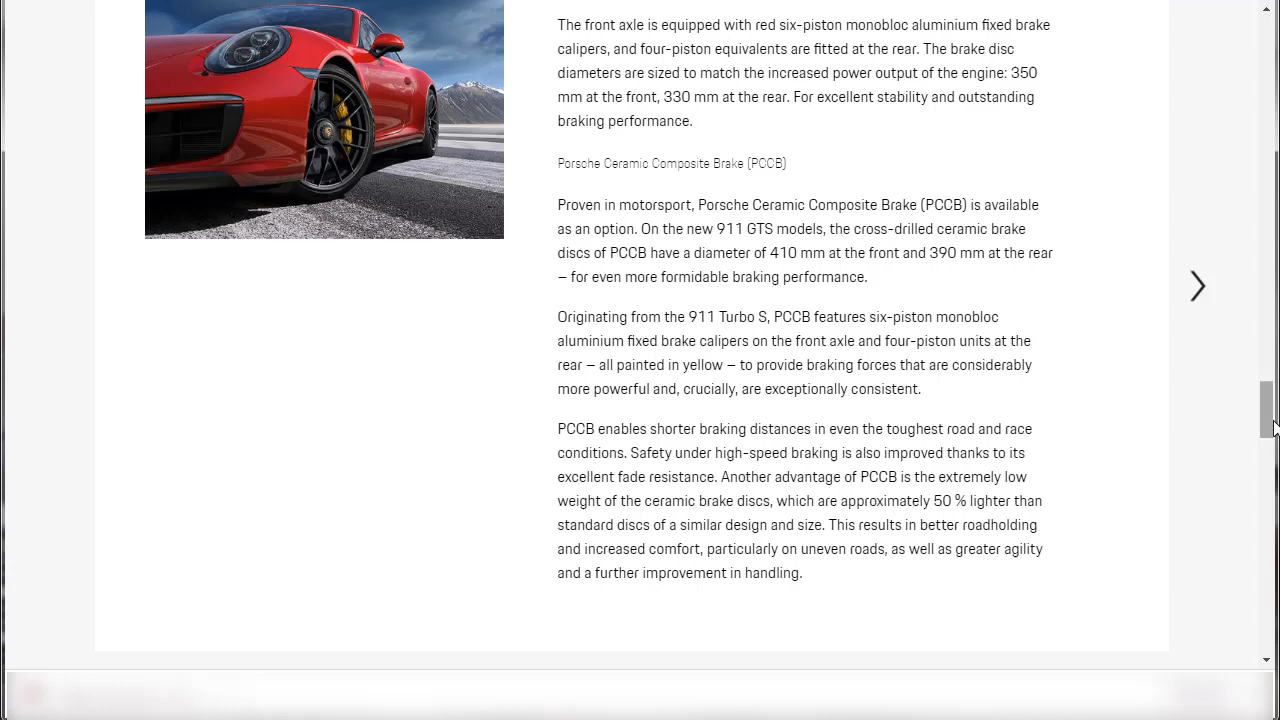 The front axle is equipped with red six-piston monobloc aluminium fixed brake
calipers, and four-piston equivalents are fitted at the rear. The brake disc
diameters are sized to match the increased power output of the engine: 350
mm at the front, 330 mm at the rear. For excellent stability and outstanding
braking performance.
Porsche Ceramic Composite Brake (PCCB)
Proven in motorsport, Porsche Ceramic Composite Brake (PCCB) is available
as an option. On the new 911 GTS models, the cross-drilled ceramic brake
discs of PCCB have a diameter of 410 mm at the front and 390 mm at the rear
– for even more formidable braking performance.
Originating from the 911 Turbo S, PCCB features six-piston monobloc
aluminium fixed brake calipers on the front axle and four-piston units at the
rear – all painted in yellow – to provide braking forces that are considerably
more powerful and, crucially, are exceptionally consistent.
PCCB enables shorter braking distances in even the toughest road and race
conditions. Safety under high-speed braking is also improved thanks to its
excellent fade resistance. Another advantage of PCCB is the extremely low
weight of the ceramic brake discs, which are approximately 50 % lighter than
standard discs of a similar design and size. This results in better roadholding
and increased comfort, particularly on uneven roads, as well as greater agility
and a further improvement in handling.